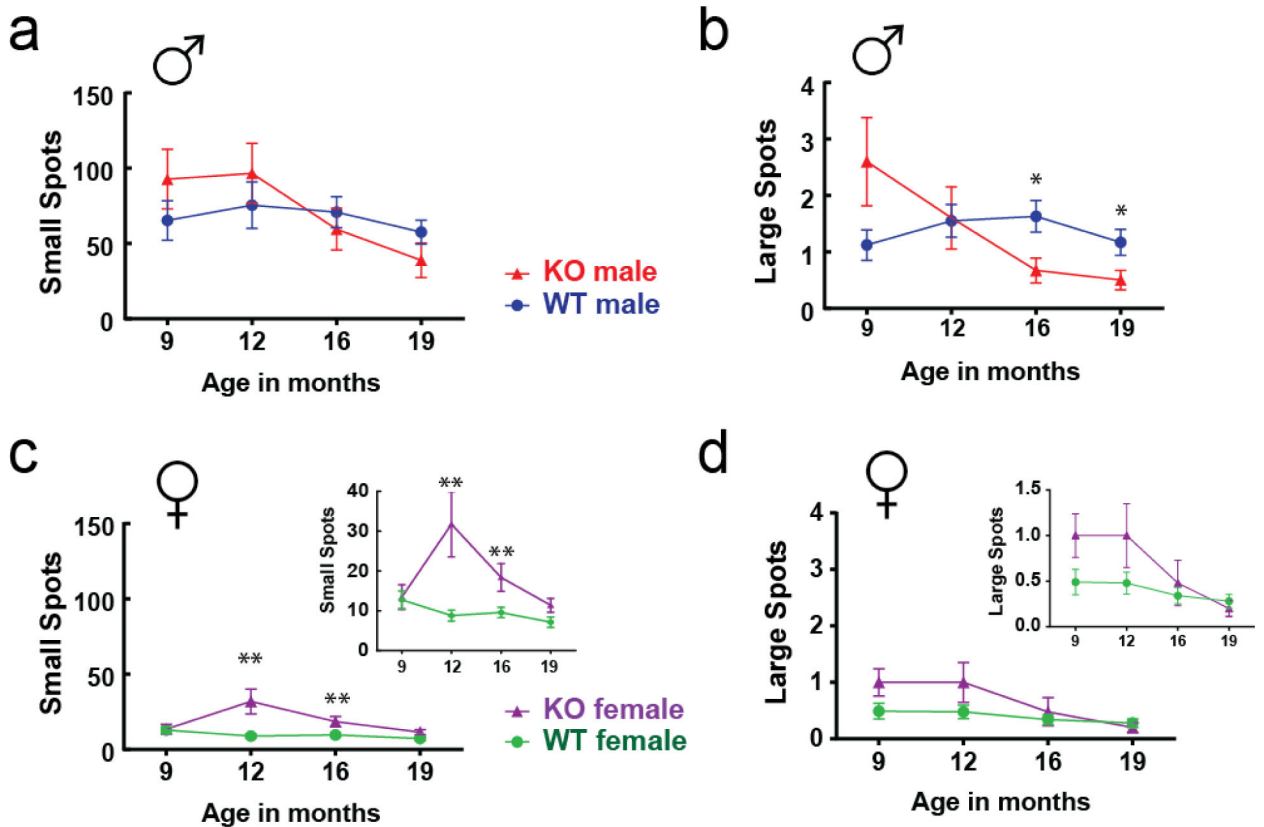 a
♂
150
100
50
0
Small Spots
9 12 16 19
Age in months
KO male
WT male
b
♂
4
3
2
1
0
Large Spots
* *
9 12 16 19
Age in months
c
♀
150
100
50
0
Small Spots
** **
9 12 16 19
Age in months
40
30
20
10
0
Small Spots
**
**
9 12 16 19
KO female
WT female
d
♀
4
3
2
1
0
Large Spots
9 12 16 19
Age in months
1.5
1.0
0.5
0.0
Large Spots
9 12 16 19